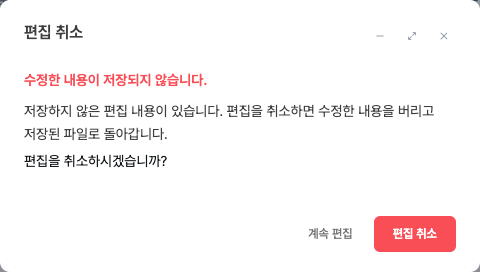 편집 취소
수정한 내용이 저장되지 않습니다.
저장하지 않은 편집 내용이 있습니다. 편집을 취소하면 수정한 내용을 버리고
저장된 파일로 돌아갑니다.
편집을 취소하시겠습니까?
계속 편집
편집 취소